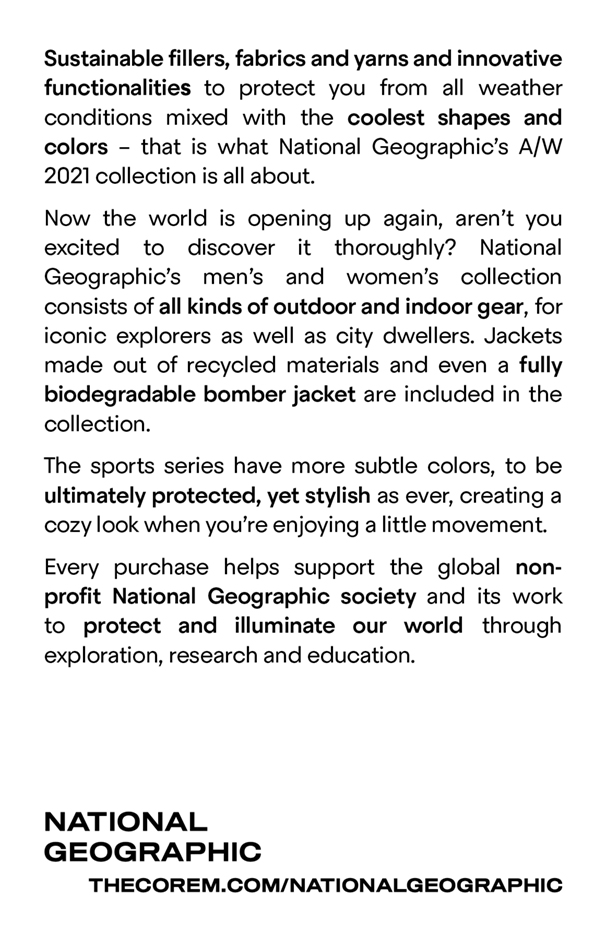 Sustainable fillers, fabrics and yarns and innovative
functionalities to protect you from all weather
conditions mixed with the coolest shapes and
colors – that is what National Geographic’s A/W
2021 collection is all about.
Now the world is opening up again, aren’t you
excited to discover it thoroughly? National
Geographic’s men’s and women’s collection
consists of all kinds of outdoor and indoor gear, for
iconic explorers as well as city dwellers. Jackets
made out of recycled materials and even a fully
biodegradable bomber jacket are included in the
collection.
The sports series have more subtle colors, to be
ultimately protected, yet stylish as ever, creating a
cozy look when you’re enjoying a little movement.
Every purchase helps support the global non-
profit National Geographic society and its work
to protect and illuminate our world through
exploration, research and education.
NATIONAL
GEOGRAPHIC
THECOREM.COM/NATIONALGEOGRAPHIC